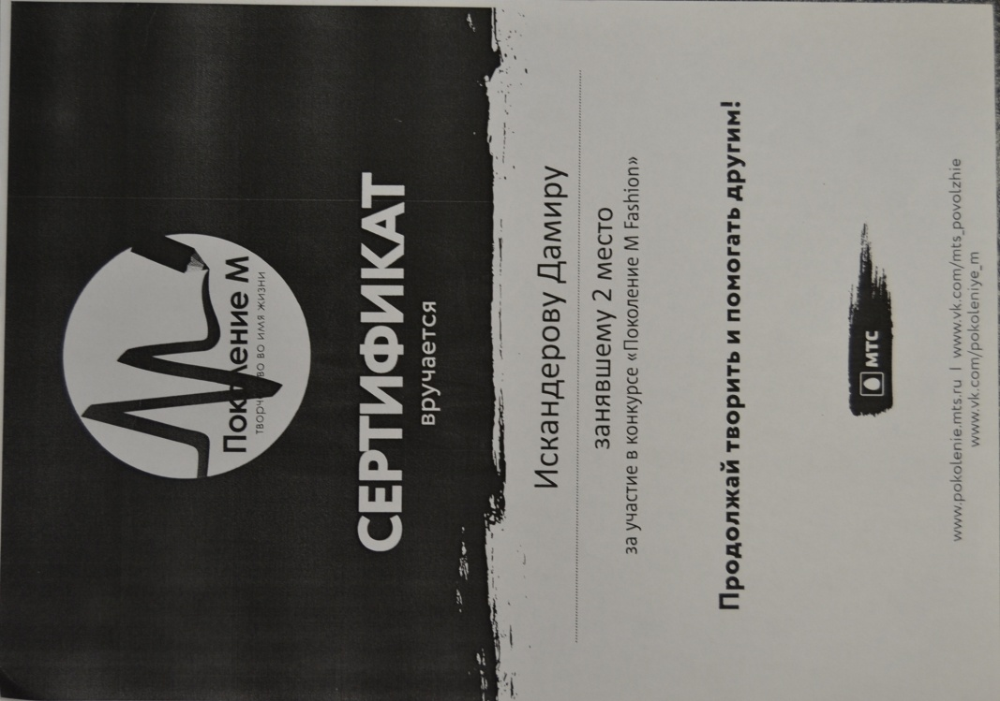 Поколение М
творчество во имя жизни
СЕРТИФИКАТ
вручается
Искандерову Дамиру
занявшему 2 место
за участие в конкурсе «Поколение М Fashion»
Продолжай творить и помогать другим!
МТС
www.pokolenie.mts.ru | www.vk.com/mts_povolzhie
www.vk.com/pokoleniye_m